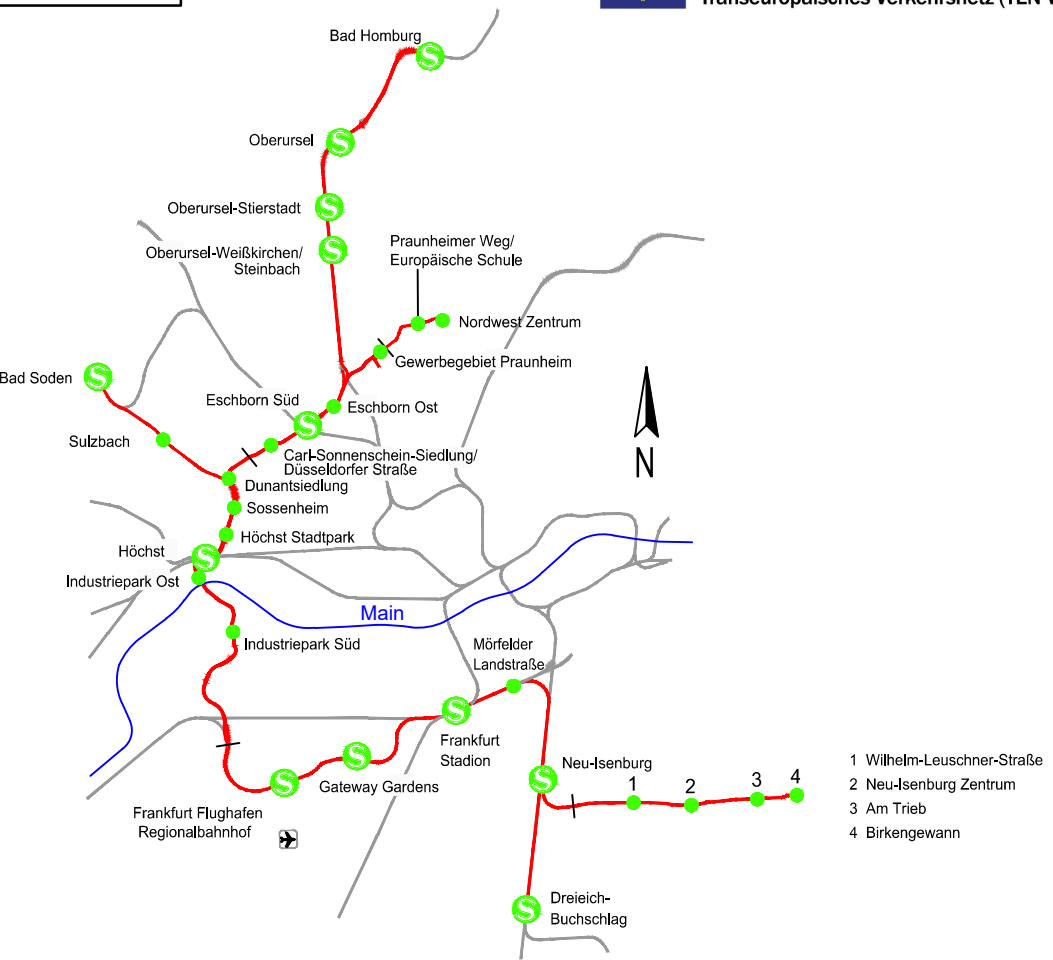 Transeuropäisches Verkehrsnetz (TEN-V
Bad Homburg
Oberursel
Oberursel-Stierstadt
Oberursel-Weißkirchen/
Steinbach
Praunheimer Weg/
Europäische Schule
Nordwest Zentrum
Gewerbegebiet Praunheim
Bad Soden
Eschborn Süd
Eschborn Ost
Sulzbach
Carl-Sonnenschein-Siedlung/
Düsseldorfer Straße
Dunantsiedlung
Sossenheim
N
Höchst Stadtpark
Höchst
Industriepark Ost
Main
Industriepark Süd
Mörfelder
Landstraße
Frankfurt
Stadion
Neu-Isenburg
Gateway Gardens
Frankfurt Flughafen
Regionalbahnhof
1 2 3 4
1 Wilhelm-Leuschner-Straße
2 Neu-Isenburg Zentrum
3 Am Trieb
4 Birkengewann
Dreieich-
Buchschlag
S
S
S
S
S
S
S
S
S
S
S
S